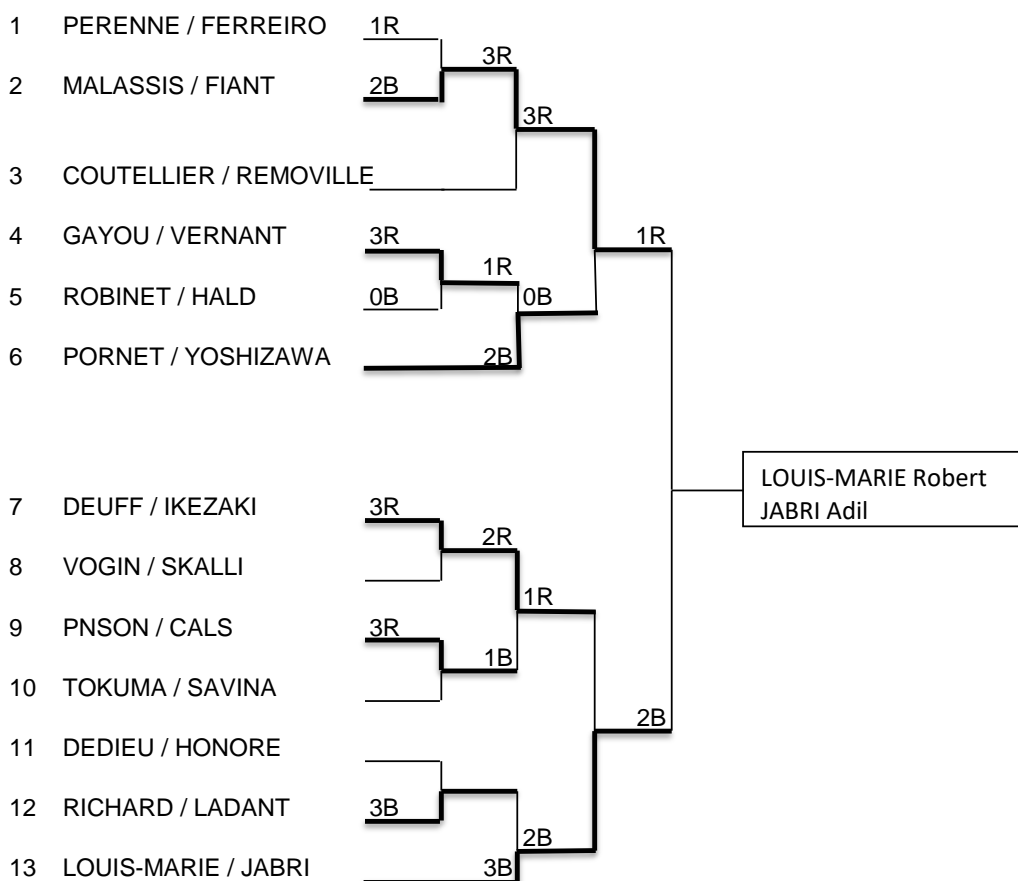 1 PERENNE / FERREIRO 1R
3R
2 MALASSIS / FIANT 2B
3R
3 COUTELLIER / REMOVILLE
4 GAYOU / VERNANT 3R 1R
1R
5 ROBINET / HALD 0B 0B
6 PORNET / YOSHIZAWA 2B
LOUIS-MARIE Robert
JABRI Adil
7 DEUFF / IKEZAKI 3R
2R
8 VOGIN / SKALLI
1R
9 PNSON / CALS 3R
1B
10 TOKUMA / SAVINA
2B
11 DEDIEU / HONORE
12 RICHARD / LADANT 3B
2B
13 LOUIS-MARIE / JABRI 3B